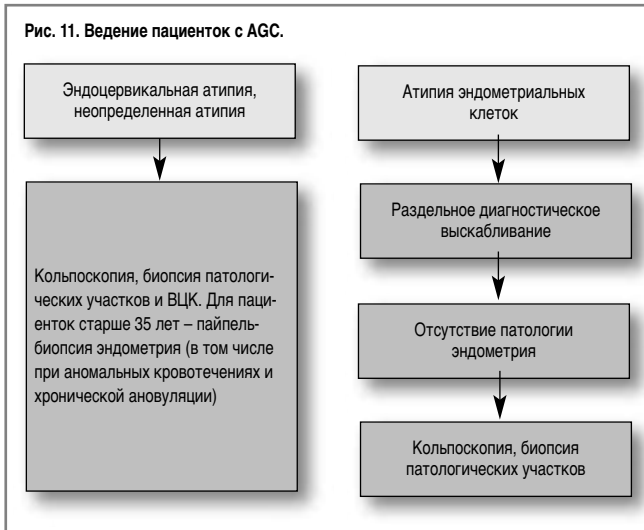 Рис. 11. Ведение пациенток с AGC.
Эндоцервикальная атипия,
неопределенная атипия
Кольпоскопия, биопсия патологи-
ческих участков и ВЦК. Для паци-
енток старше 35 лет – пайпель-
биопсия эндометрия (в том числе
при аномальных кровотечениях и
хронической ановуляции)
Атипия эндометриальных
клеток
Раздельное диагностическое
выскабливание
Отсутствие патологии
эндометрия
Кольпоскопия, биопсия
патологических участков